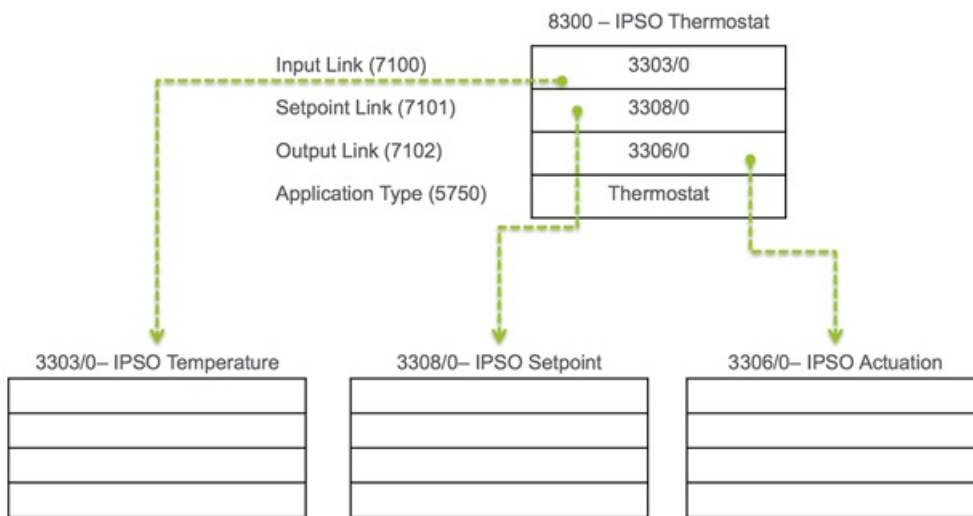 8300 – IPSO Thermostat
Input Link (7100)
3303/0
Setpoint Link (7101)
3308/0
Output Link (7102)
3306/0
Application Type (5750)
Thermostat
3303/0– IPSO Temperature
3308/0– IPSO Setpoint
3306/0– IPSO Actuation